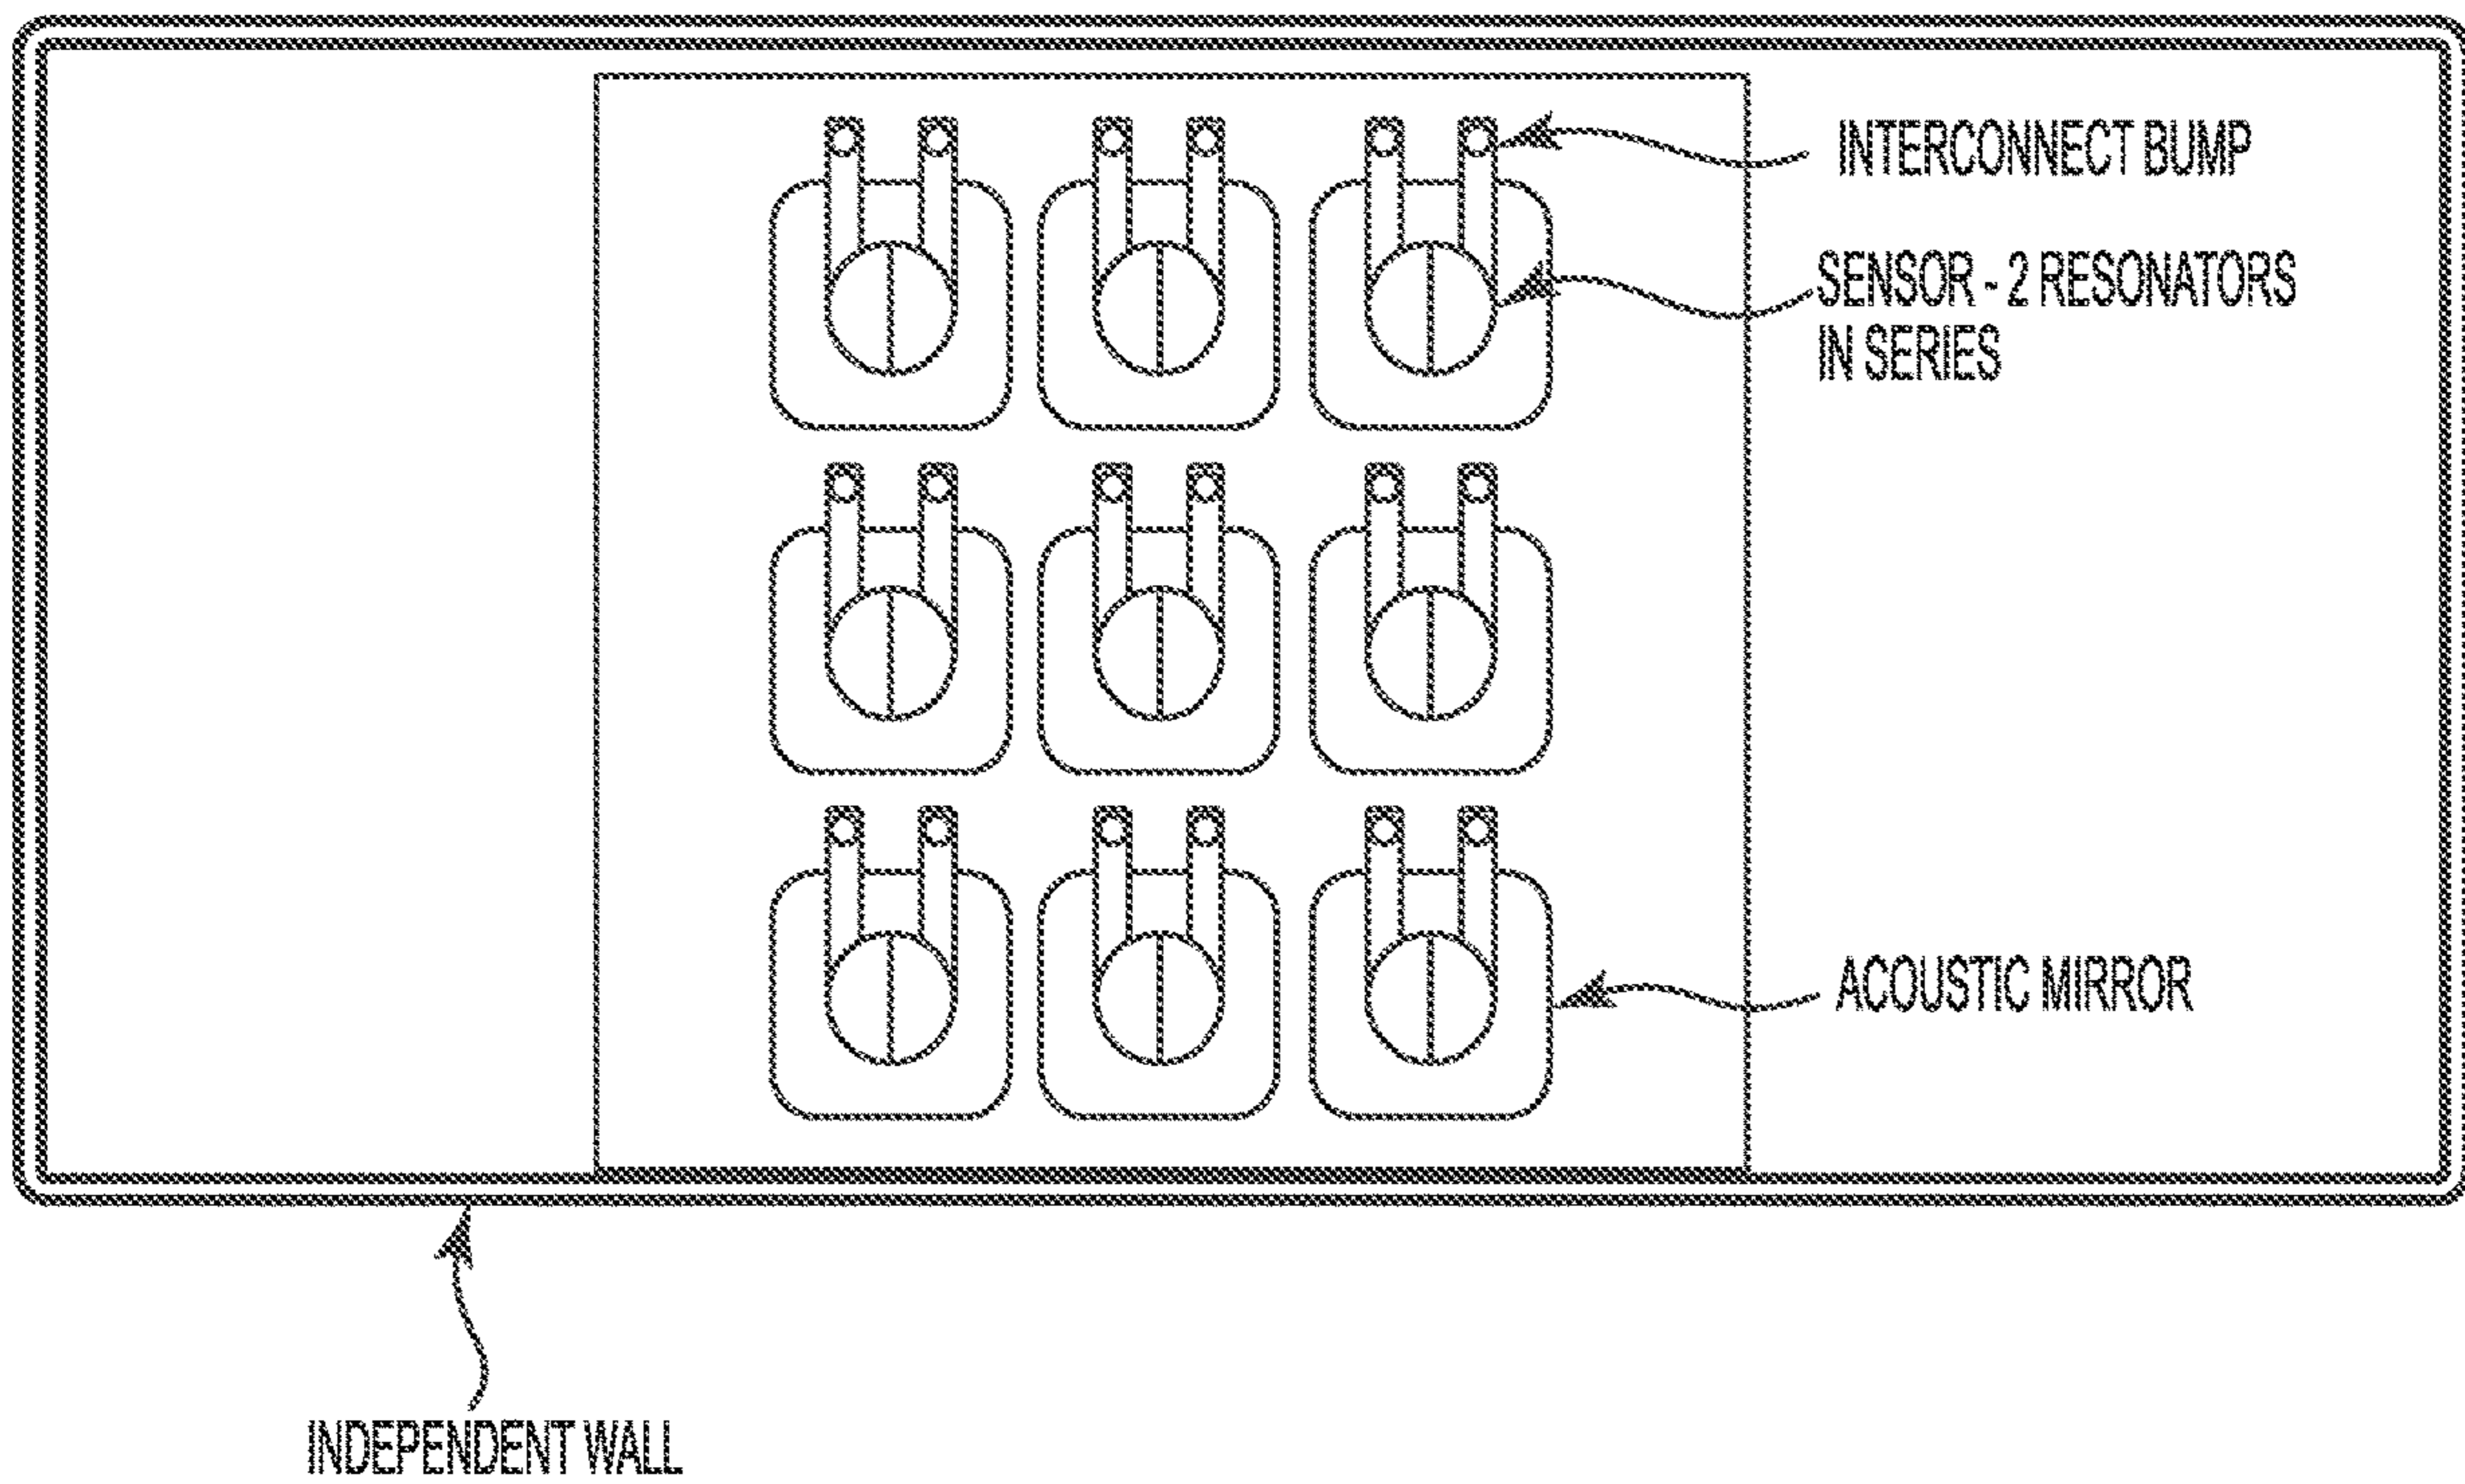 INTERCONNECT BUMP
SENSOR - 2 RESONATORS
IN SERIES
ACOUSTIC MIRROR
INDEPENDENT WALL